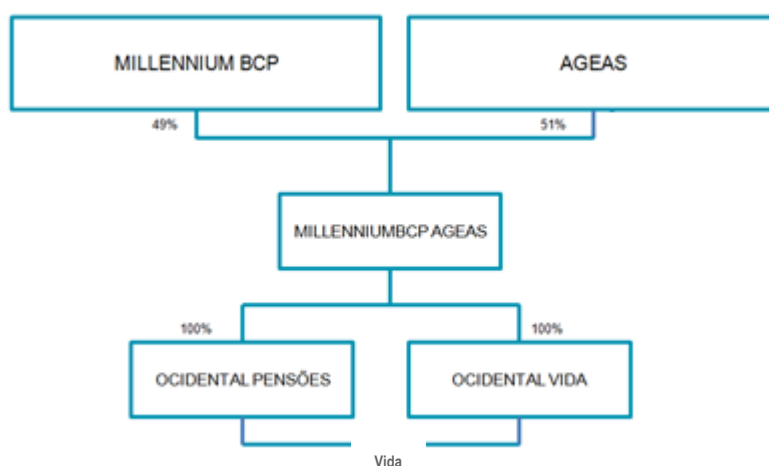 MILLENNIUM BCP
AGEAS
49%
51%
MILLENNIUMBCP AGEAS
100%
100%
OCIDENTAL PENSÕES
OCIDENTAL VIDA
Vida